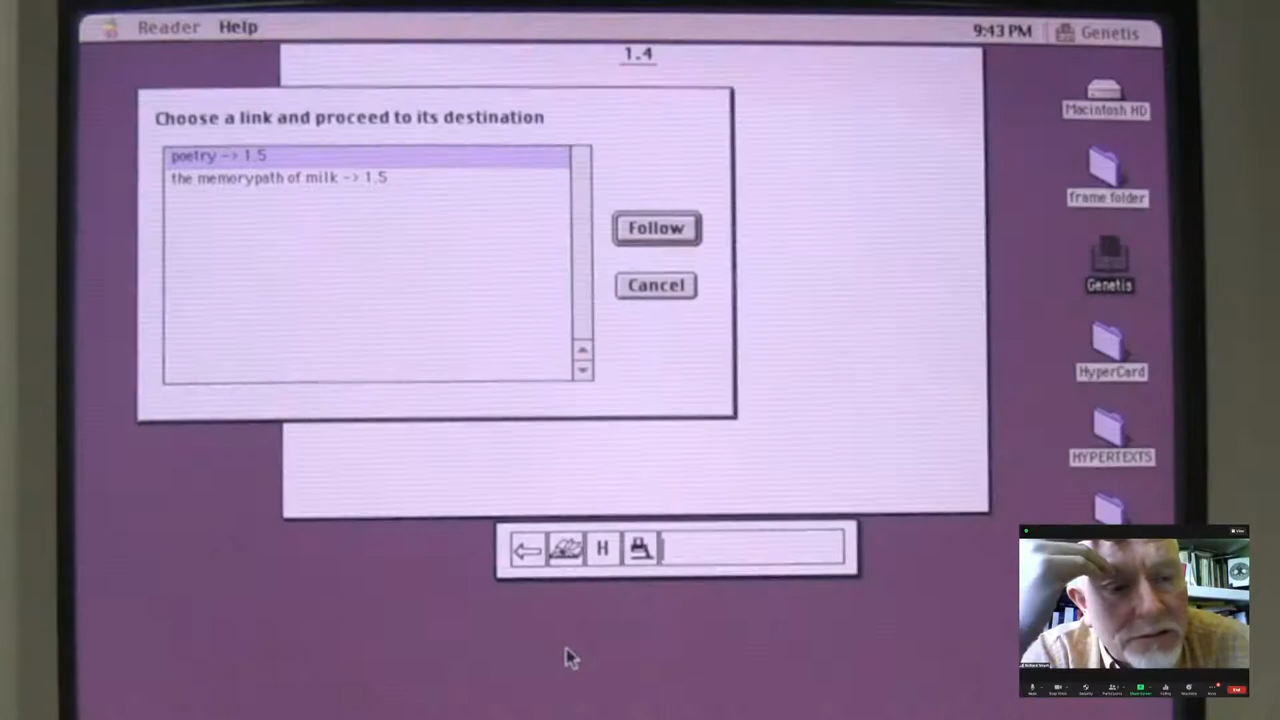 Reader Help 9:43 PM Genetis
1.4
Choose a link and proceed to its destination
poetry -> 1.5
the memorypath of milk -> 1.5
Follow
Cancel
H
Macintosh HD
frame folder
Genetis
HyperCard
HYPERTEXTS
End